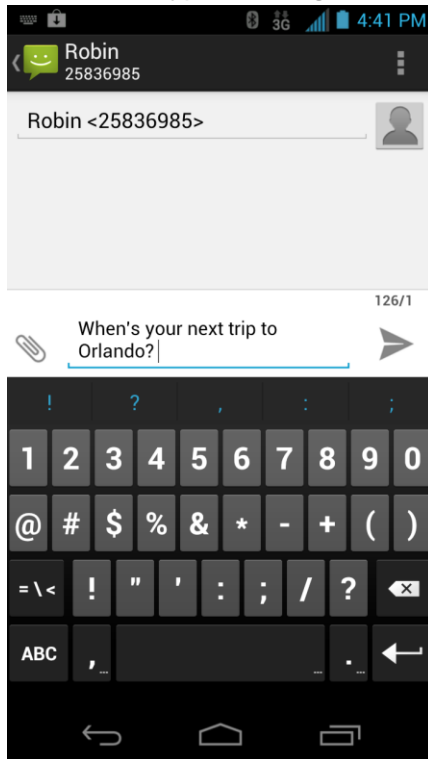 3G 4:41 PM
Robin
25836985
Robin <25836985>
126/1
When's your next trip to
Orlando?
! ? , : ;
1 2 3 4 5 6 7 8 9 0
@ # $ % & * - + ( )
= \ < ! " ' : ; / ?
ABC , .